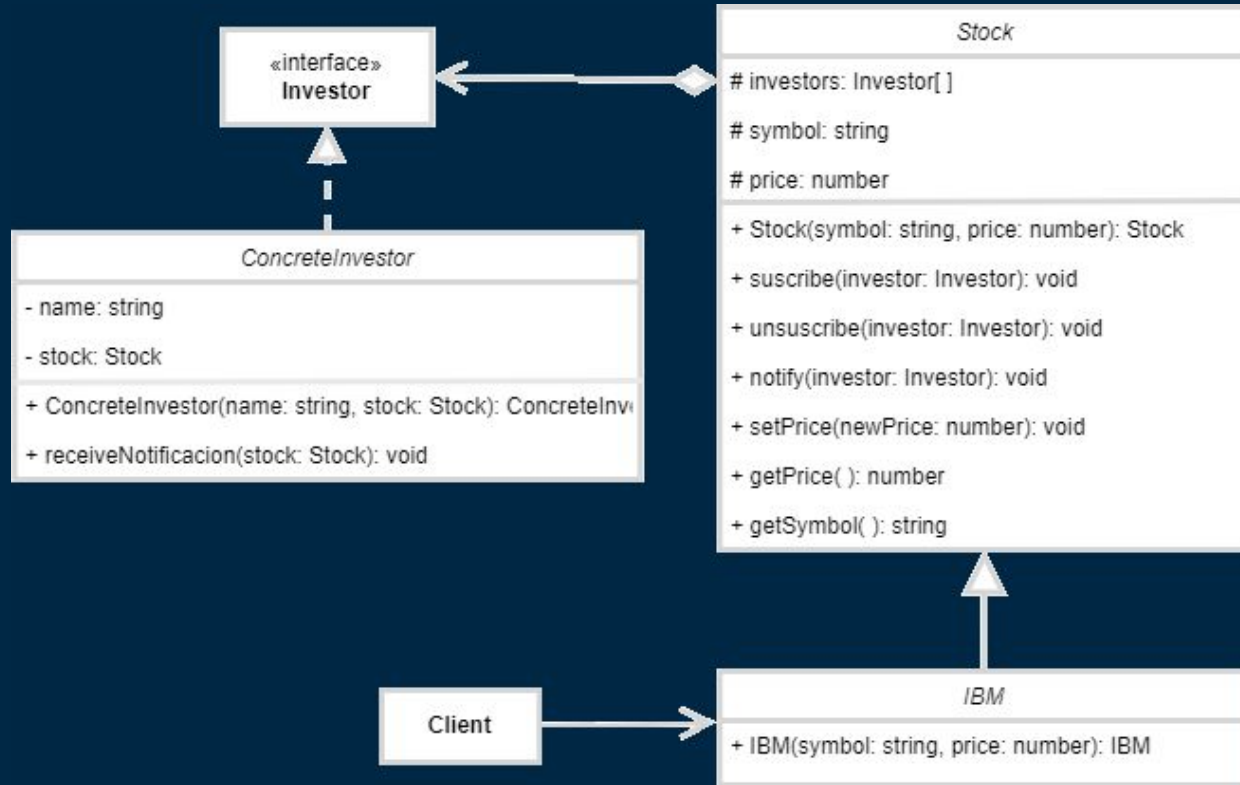 «interface»
Investor
ConcreteInvestor
- name: string
- stock: Stock
+ ConcreteInvestor(name: string, stock: Stock): ConcreteInv
+ receiveNotificacion(stock: Stock): void
Stock
# investors: Investor[ ]
# symbol: string
# price: number
+ Stock(symbol: string, price: number): Stock
+ suscribe(investor: Investor): void
+ unsuscribe(investor: Investor): void
+ notify(investor: Investor): void
+ setPrice(newPrice: number): void
+ getPrice( ): number
+ getSymbol( ): string
Client
IBM
+ IBM(symbol: string, price: number): IBM